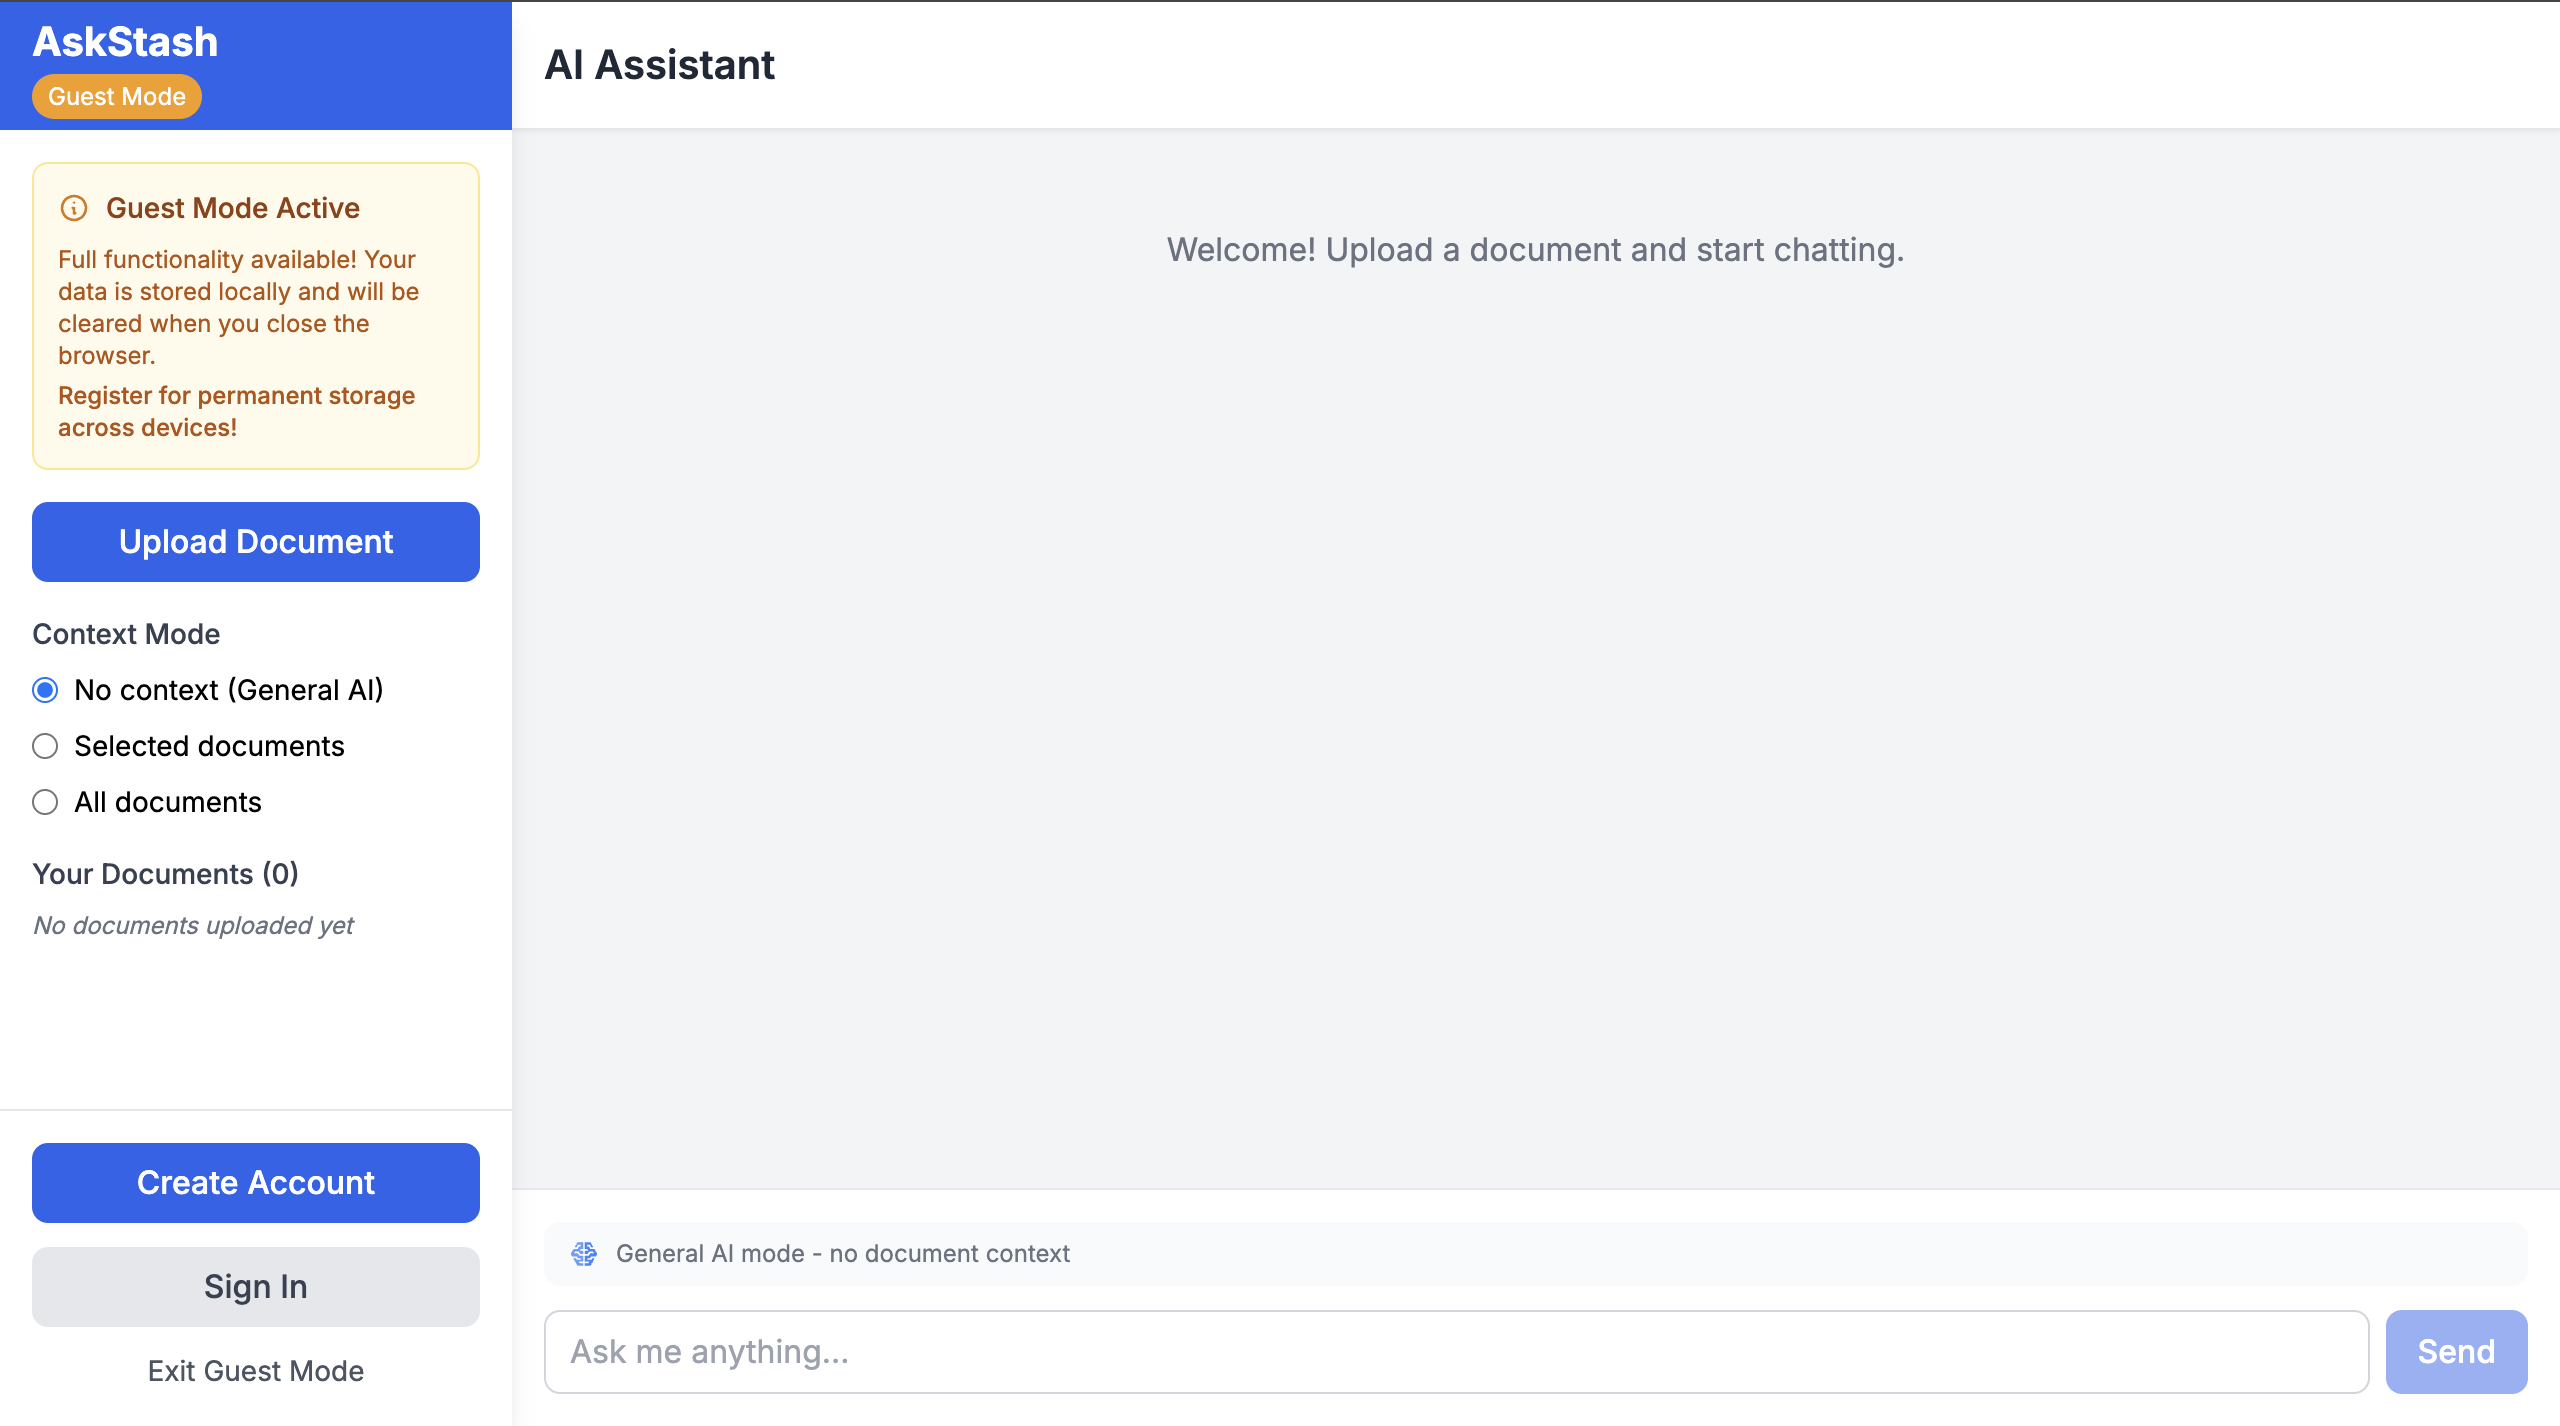 AskStash
Guest Mode
Guest Mode Active
Full functionality available! Your
data is stored locally and will be
cleared when you close the
browser.
Register for permanent storage
across devices!
Upload Document
Context Mode
No context (General AI)
Selected documents
All documents
Your Documents (0)
No documents uploaded yet
Create Account
Sign In
Exit Guest Mode
AI Assistant
Welcome! Upload a document and start chatting.
General AI mode - no document context
Ask me anything...
Send